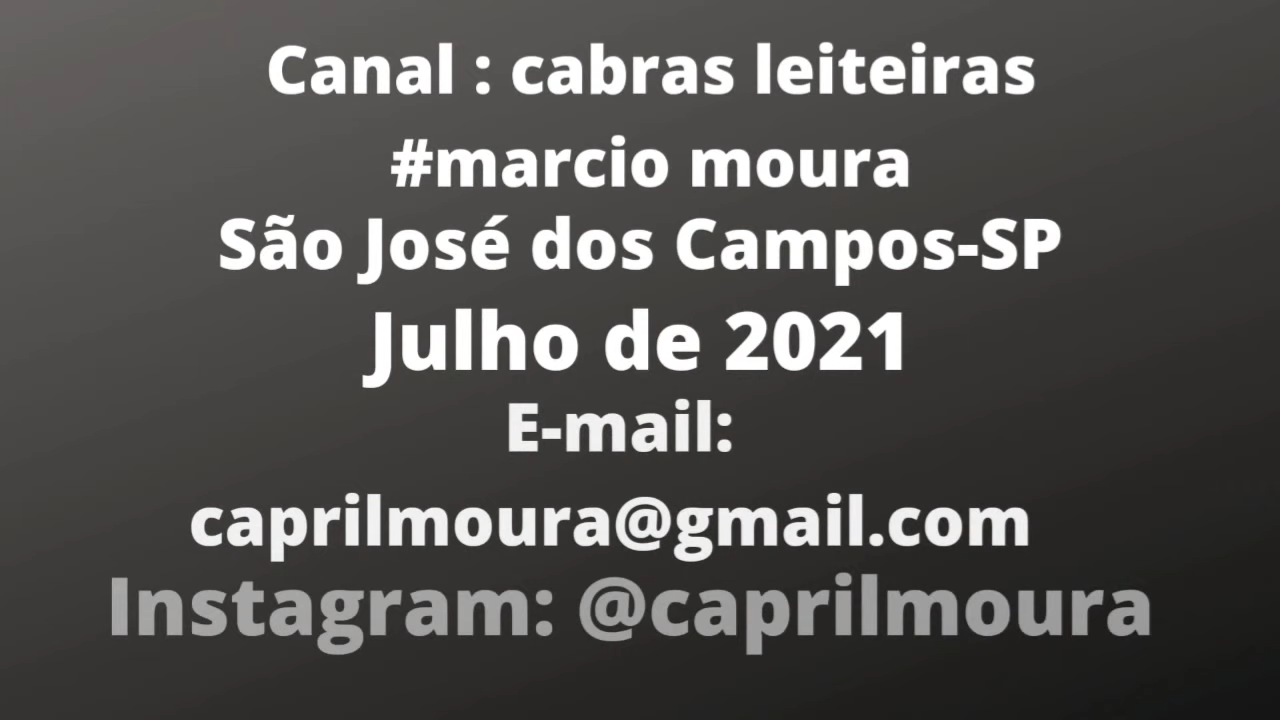 Canal : cabras leiteiras
#marcio moura
São José dos Campos-SP
Julho de 2021
E-mail:
caprilmoura@gmail.com
Instagram: @caprilmoura